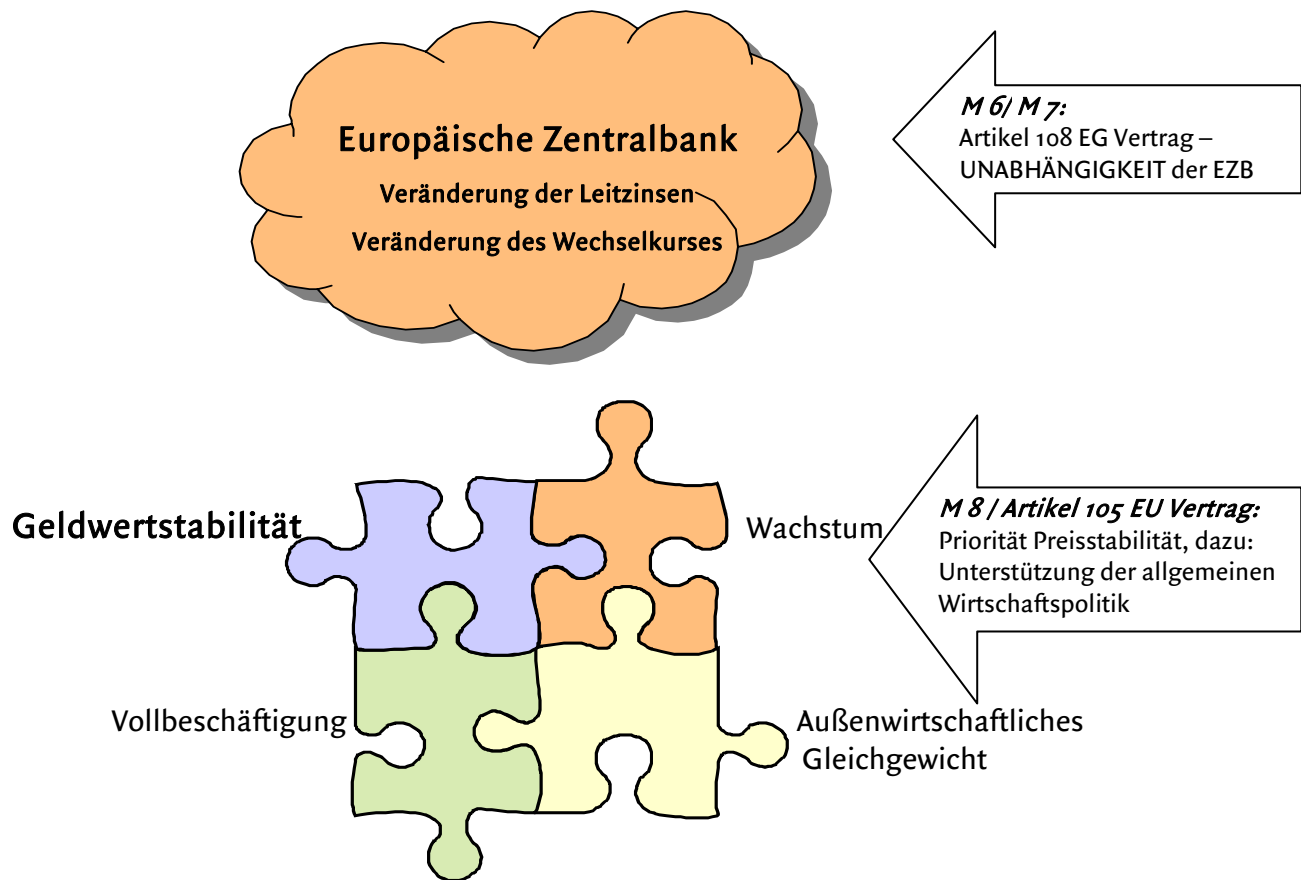 Europäische Zentralbank
Veränderung der Leitzinsen
Veränderung des Wechselkurses
M 6/ M 7:
Artikel 108 EG Vertrag –
UNABHÄNGIGKEIT der EZB
Geldwertstabilität
Wachstum
M 8 / Artikel 105 EU Vertrag:
Priorität Preisstabilität, dazu:
Unterstützung der allgemeinen
Wirtschaftspolitik
Vollbeschäftigung
Außenwirtschaftliches
Gleichgewicht